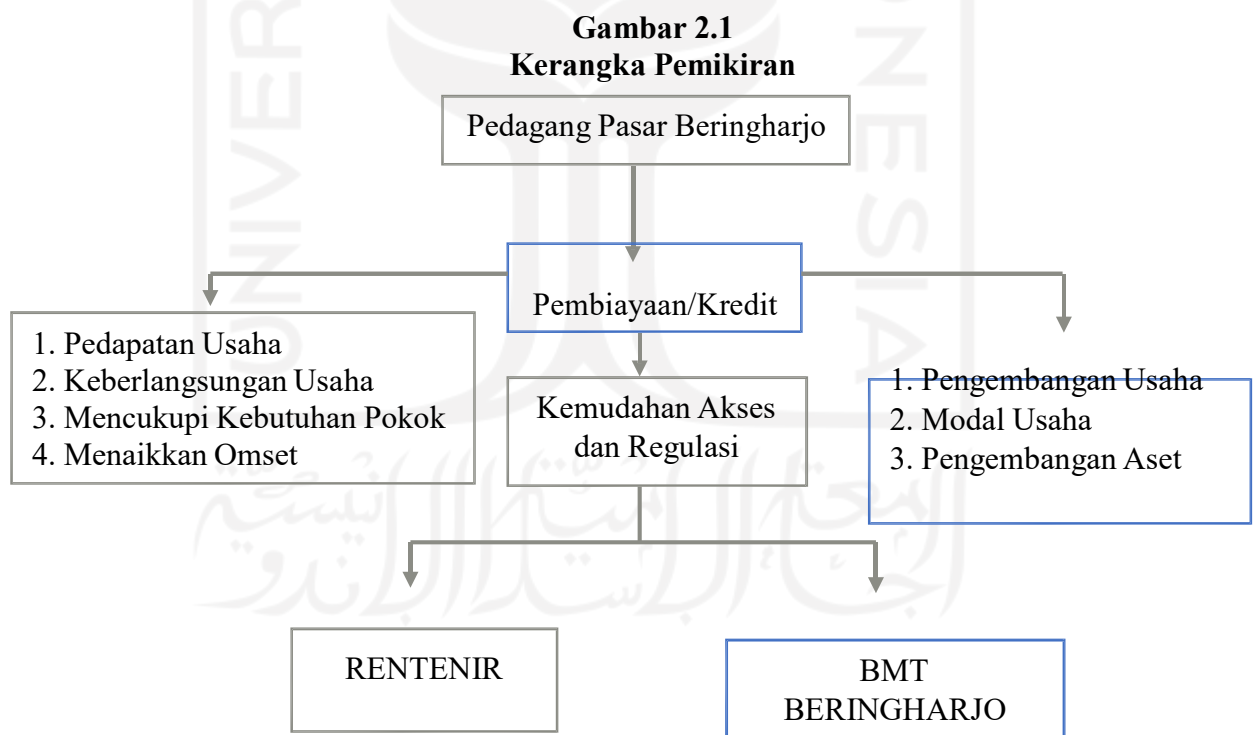 Gambar 2.1
Kerangka Pemikiran
Pedagang Pasar Beringharjo
Pembiayaan/Kredit
1. Pedapatan Usaha
2. Keberlangsungan Usaha
3. Mencukupi Kebutuhan Pokok
4. Menaikkan Omset
Kemudahan Akses
dan Regulasi
1. Pengembangan Usaha
2. Modal Usaha
3. Pengembangan Aset
RENTENIR
BMT
BERINGHARJO